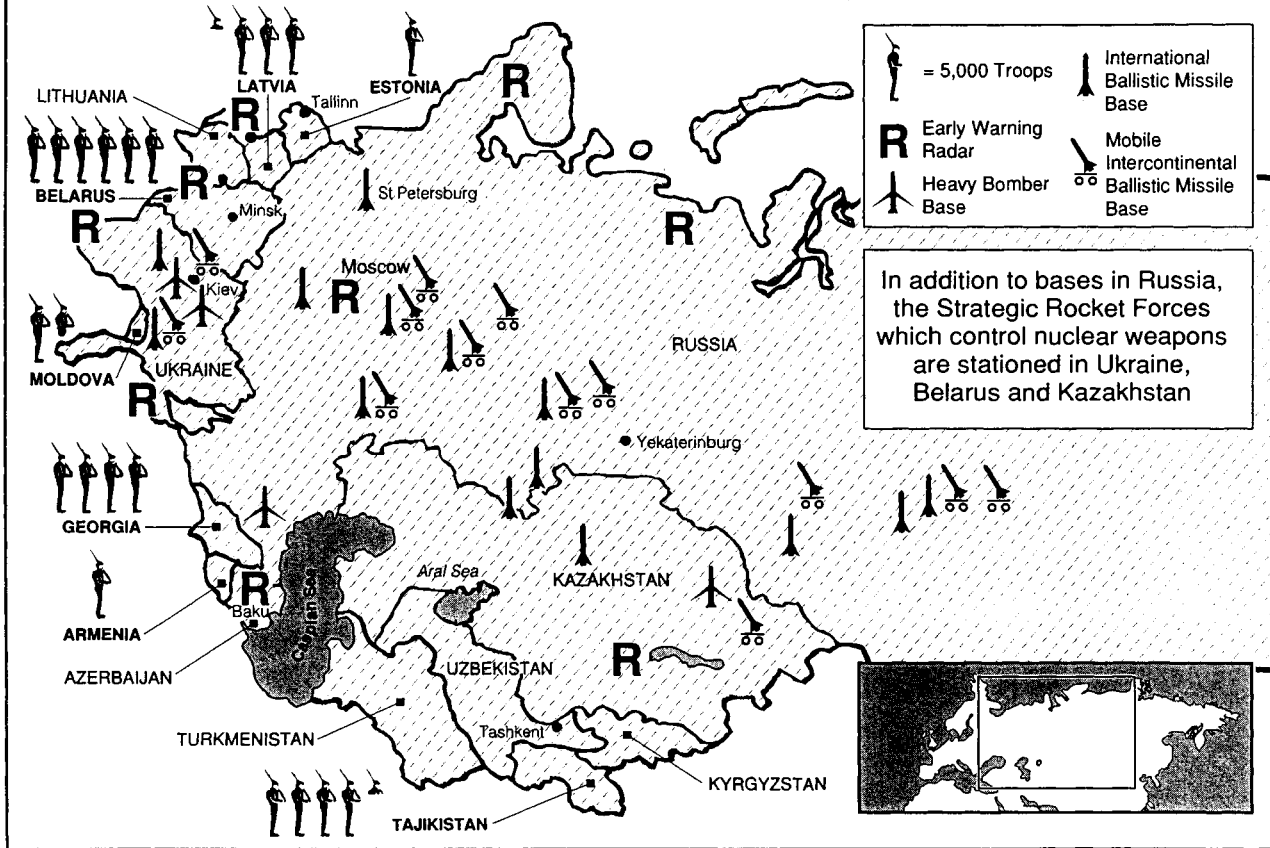 LATVIA
ESTONIA
LITHUANIA
R
Tallinn
R
BELARUS
R
Minsk
R
St Petersburg
R
Kiev
Moscow
R
RUSSIA
MOLDOVA
UKRAINE
R
Yekaterinburg
GEORGIA
Aral Sea
KAZAKHSTAN
Caspian Sea
R
Baku
ARMENIA
AZERBAIJAN
UZBEKISTAN
R
TURKMENISTAN
Tashkent
KYRGYZSTAN
TAJIKISTAN
= 5,000 Troops
International
Ballistic Missile
Base
R
Early Warning
Radar
Mobile
Intercontinental
Ballistic Missile
Base
Heavy Bomber
Base
In addition to bases in Russia,
the Strategic Rocket Forces
which control nuclear weapons
are stationed in Ukraine,
Belarus and Kazakhstan